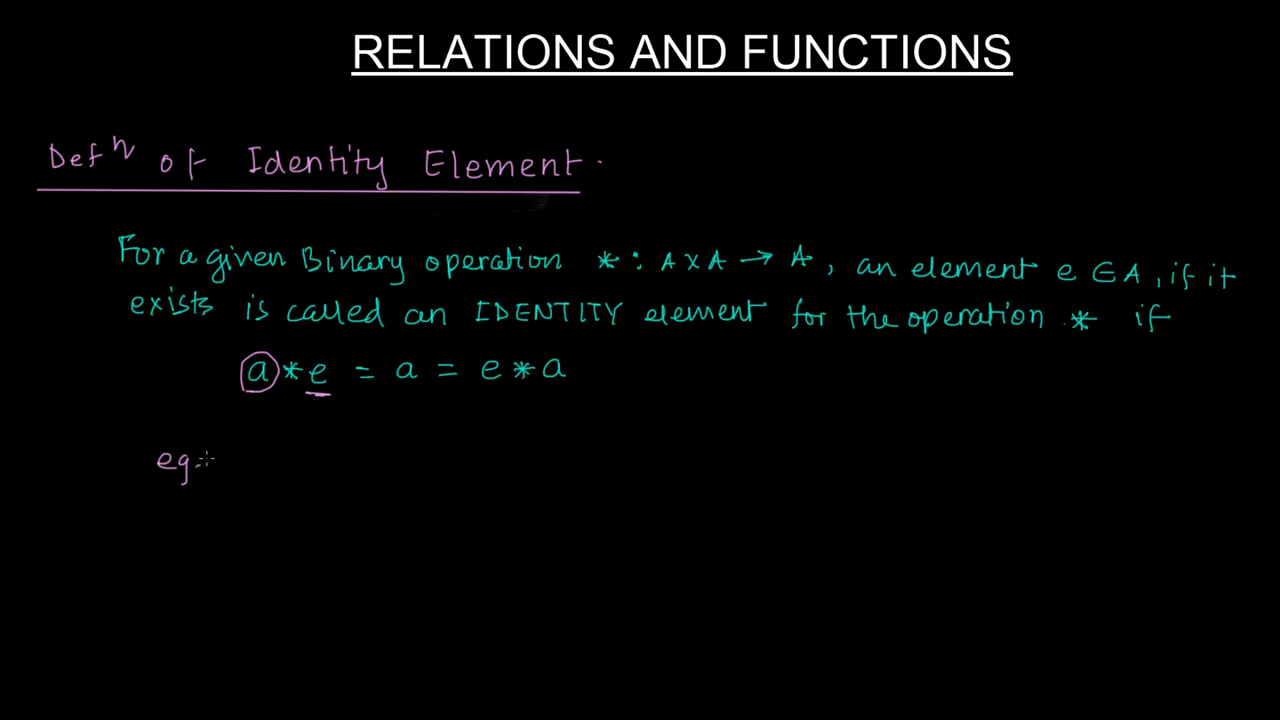 RELATIONS AND FUNCTIONS
Defⁿ of Identity Element.
For a given Binary operation * : A x A → A, an element e ∈ A, if it
exists is called an IDENTITY element for the operation * if
a * e = a = e * a
eg.